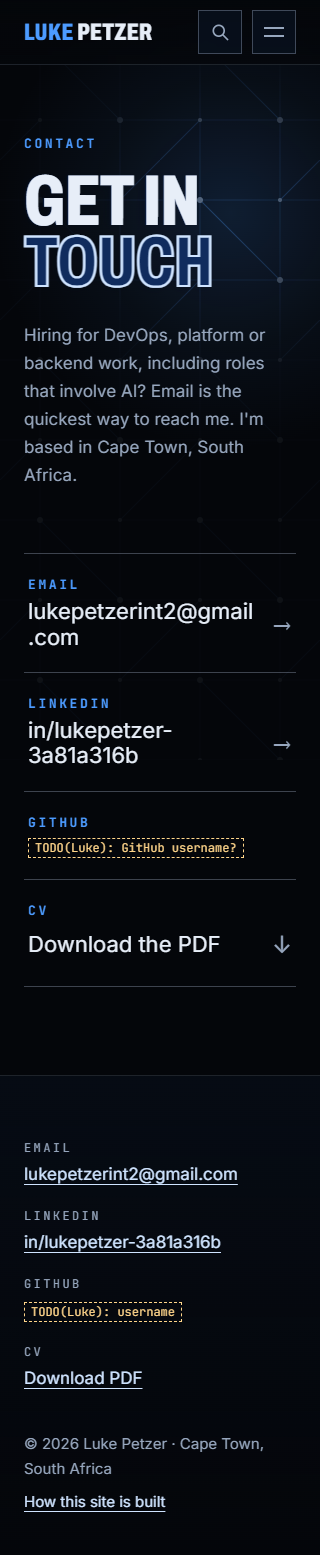 LUKE PETZER
CONTACT
GET IN
TOUCH
Hiring for DevOps, platform or
backend work, including roles
that involve AI? Email is the
quickest way to reach me. I'm
based in Cape Town, South
Africa.
EMAIL
lukepetzerint2@gmail
.com
→
LINKEDIN
in/lukepetzer-
3a81a316b
→
GITHUB
TODO(Luke): GitHub username?
CV
Download the PDF ↓
EMAIL
lukepetzerint2@gmail.com
LINKEDIN
in/lukepetzer-3a81a316b
GITHUB
TODO(Luke): username
CV
Download PDF
© 2026 Luke Petzer · Cape Town,
South Africa
How this site is built